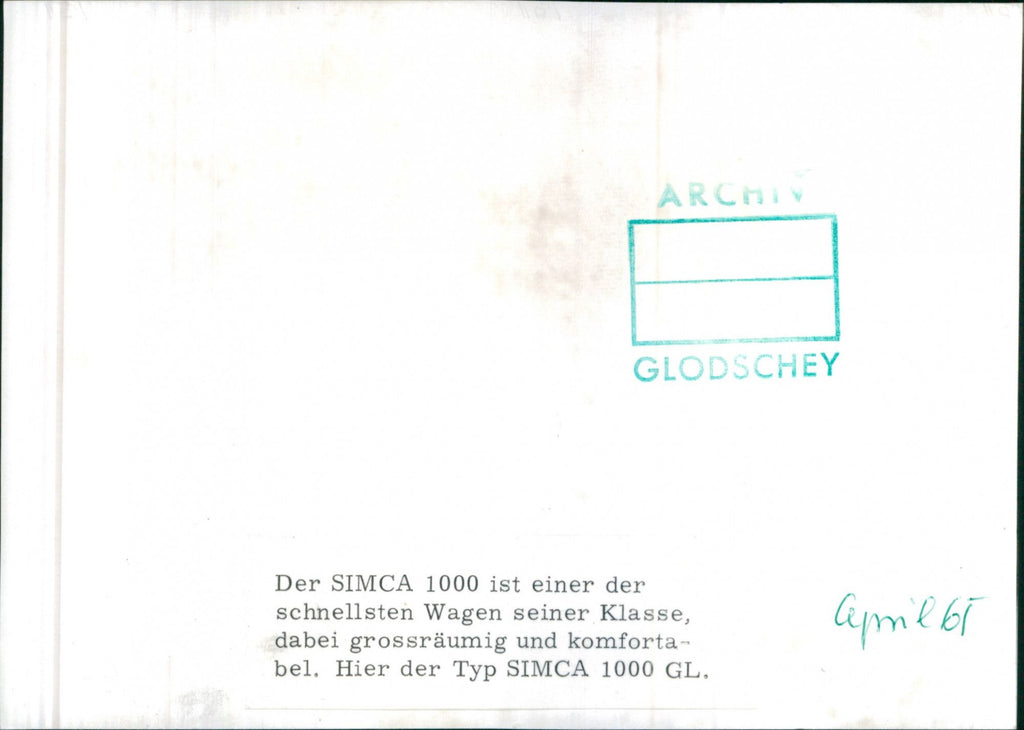 ARCHIV
GLODSCHEY
Der SIMCA 1000 ist einer der
schnellsten Wagen seiner Klasse,
dabei grossräumig und komforta-
bel. Hier der Typ SIMCA 1000 GL.
April 65